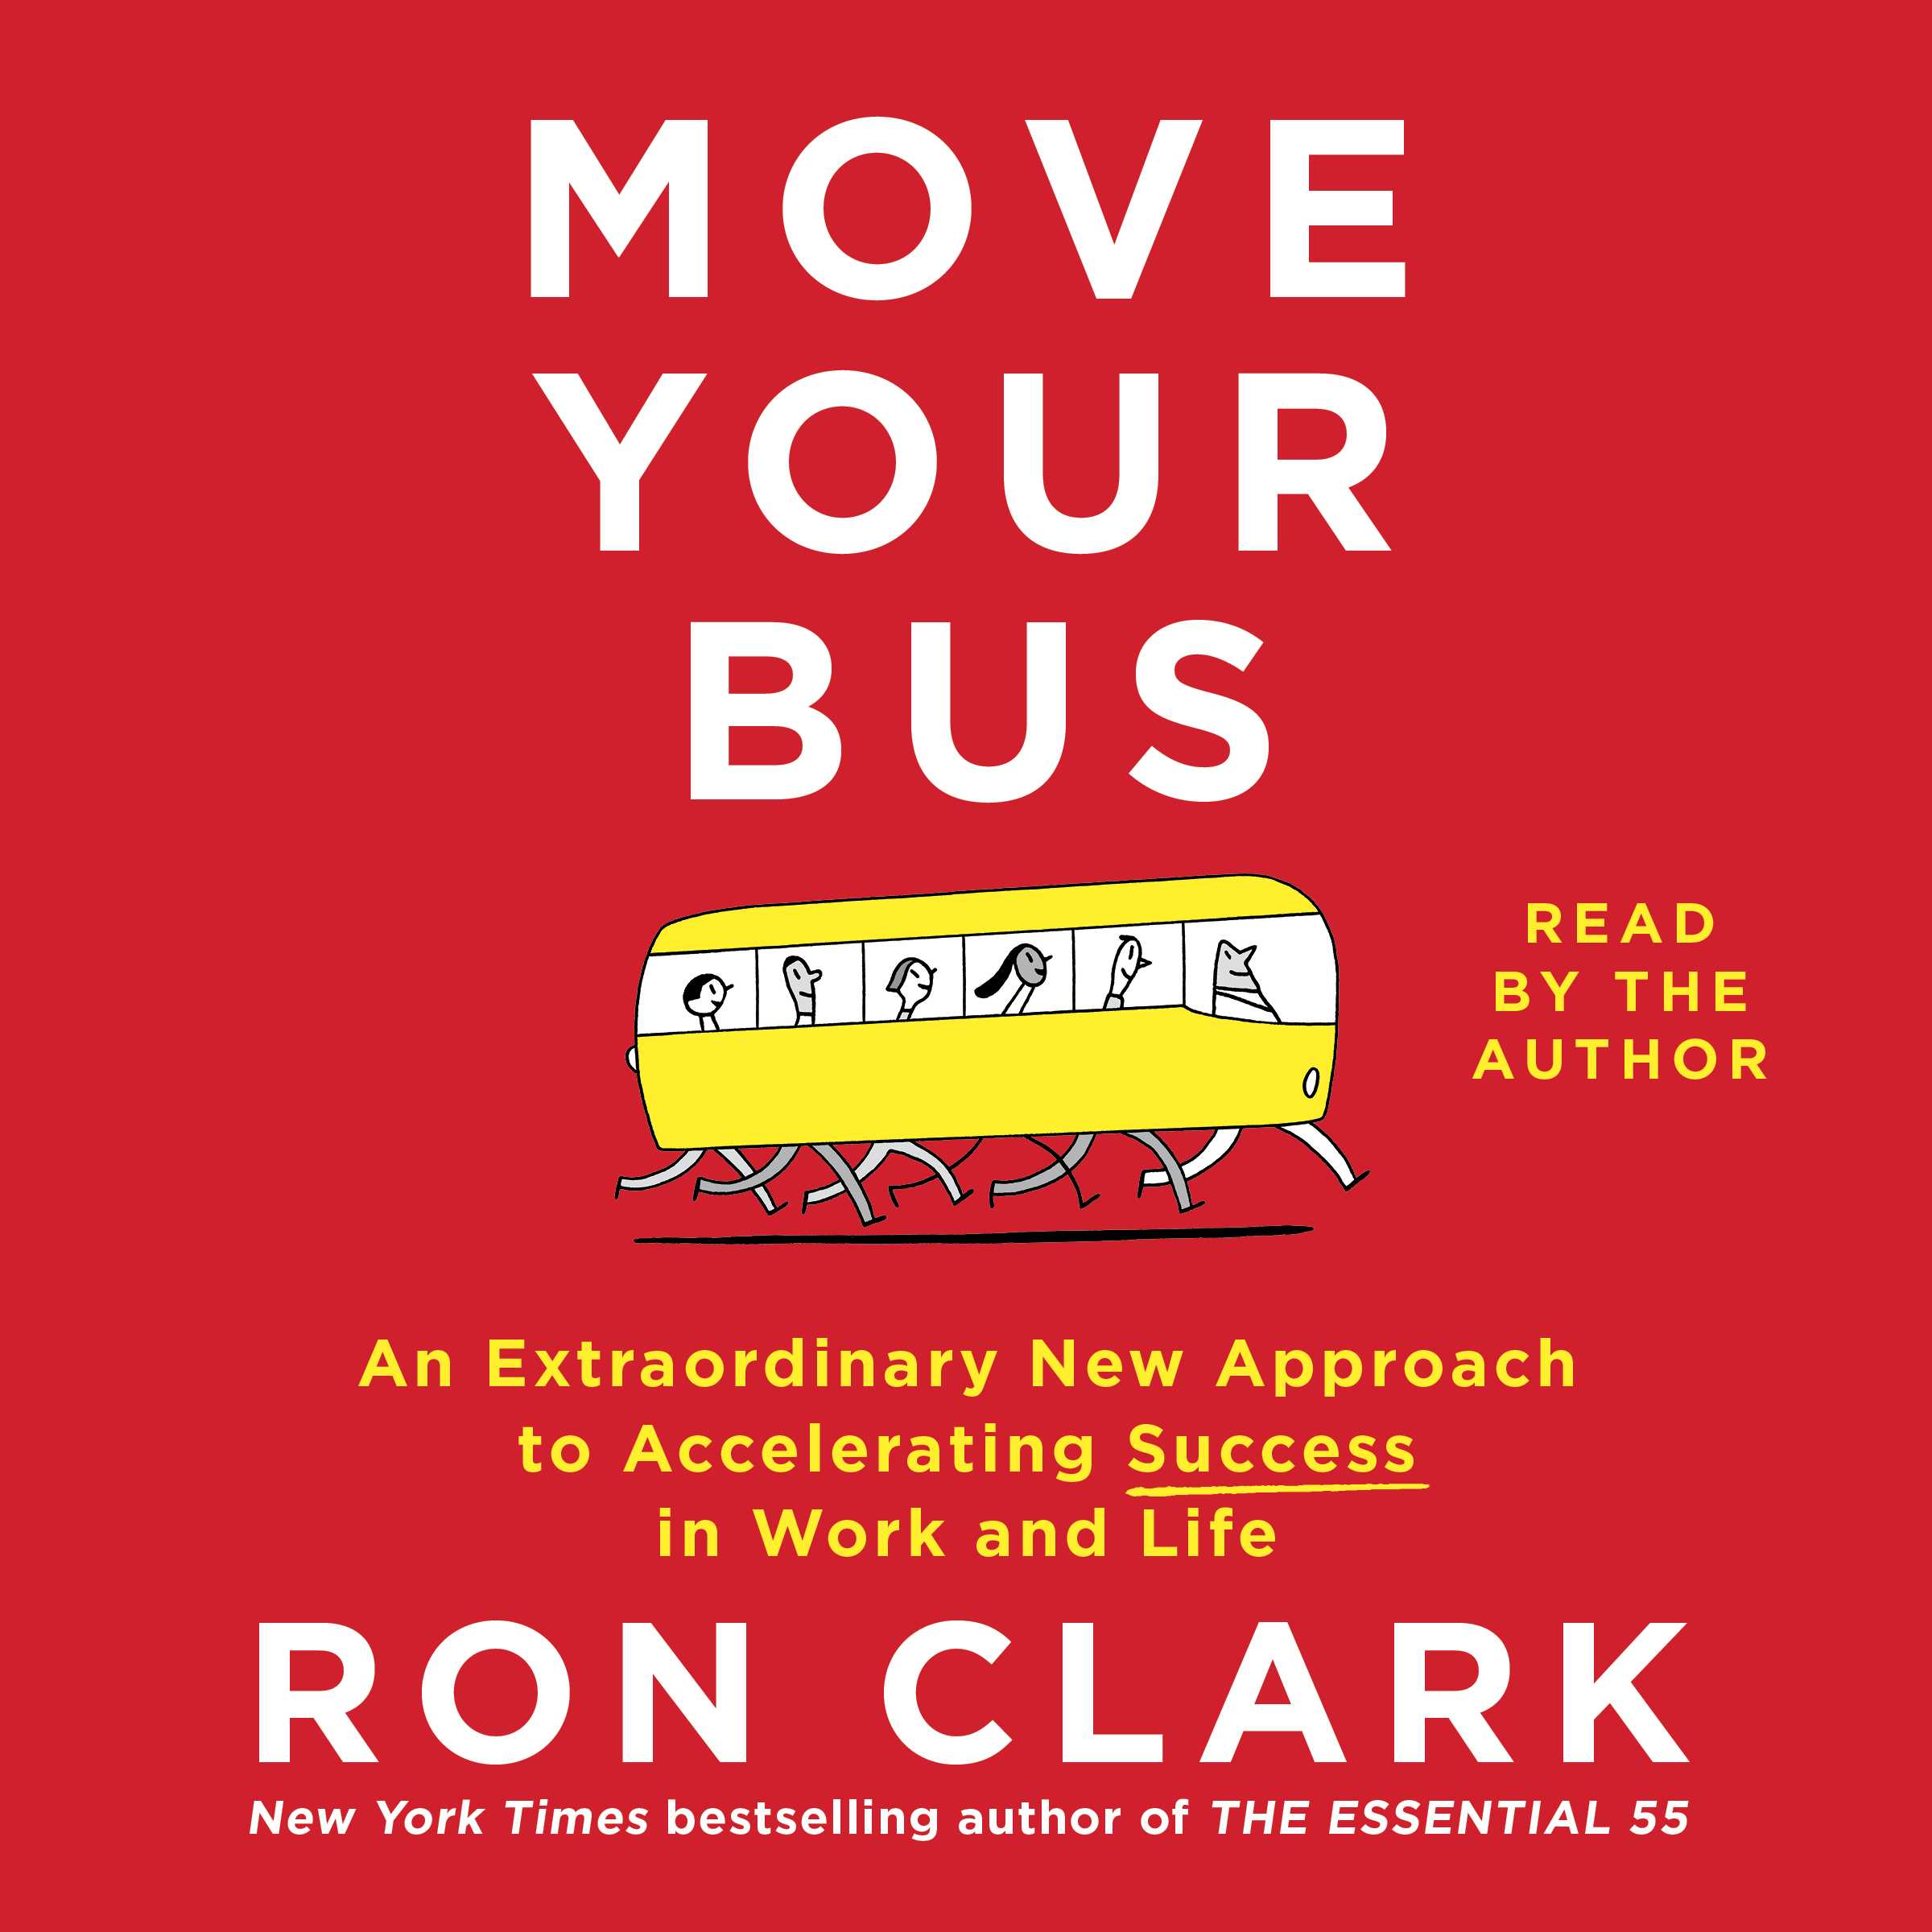 MOVE
YOUR
BUS
READ
BY THE
AUTHOR
An Extraordinary New Approach
to Accelerating Success
in Work and Life
RON CLARK
New York Times bestselling author of THE ESSENTIAL 55